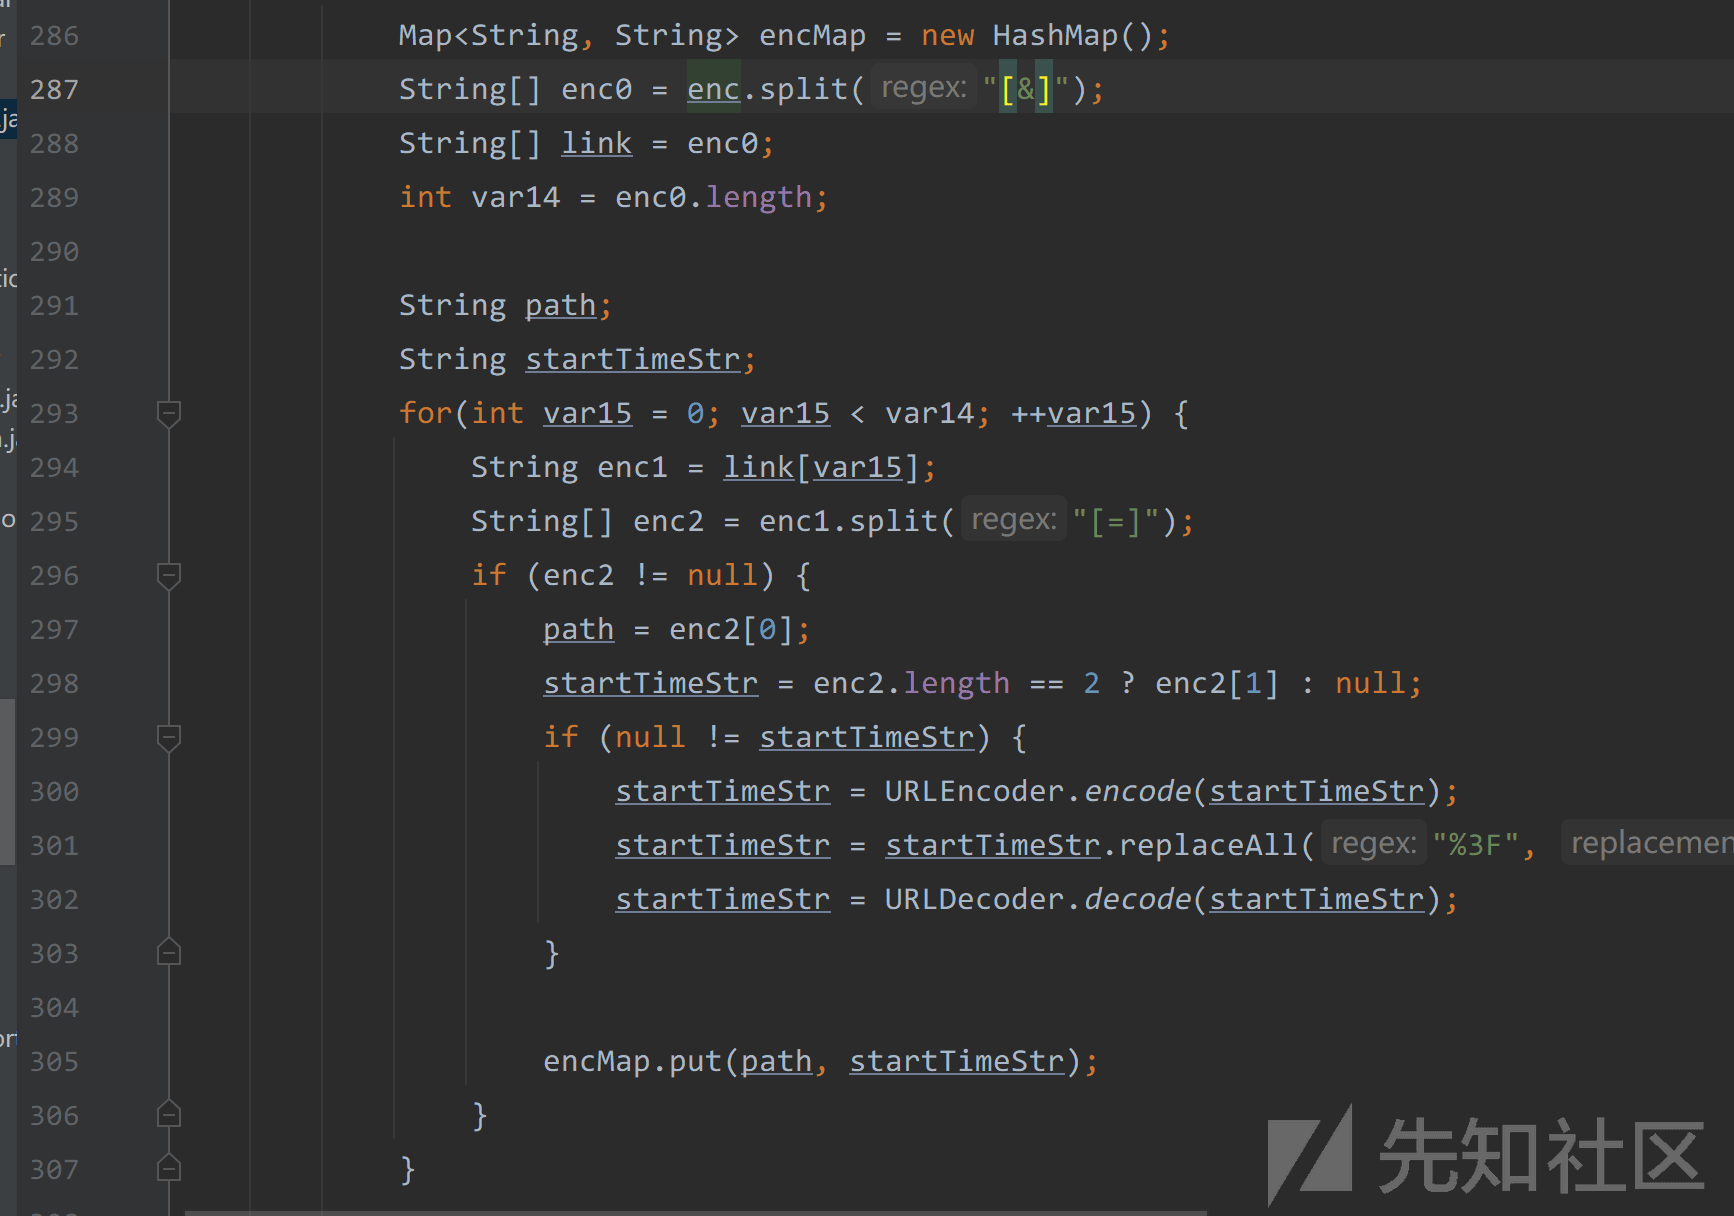 286 Map<String, String> encMap = new HashMap();
287 String[] enc0 = enc.split( regex: "[&]");
288 String[] link = enc0;
289 int var14 = enc0.length;
290
291 String path;
292 String startTimeStr;
293 for(int var15 = 0; var15 < var14; ++var15) {
294 String enc1 = link[var15];
295 String[] enc2 = enc1.split( regex: "[=]");
296 if (enc2 != null) {
297 path = enc2[0];
298 startTimeStr = enc2.length == 2 ? enc2[1] : null;
299 if (null != startTimeStr) {
300 startTimeStr = URLEncoder.encode(startTimeStr);
301 startTimeStr = startTimeStr.replaceAll( regex: "%3F",
302 startTimeStr = URLDecoder.decode(startTimeStr);
303 }
304
305 encMap.put(path, startTimeStr);
306 }
307 }
先知社区